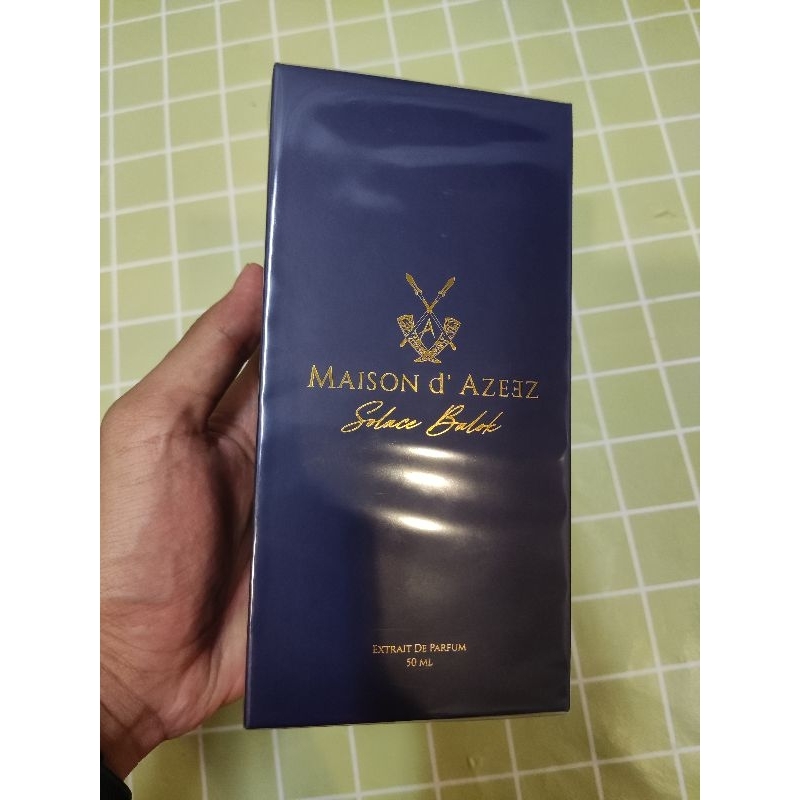 A
MAISON d' AZEEZ
Solace Balok
EXTRAIT DE PARFUM
50 ML